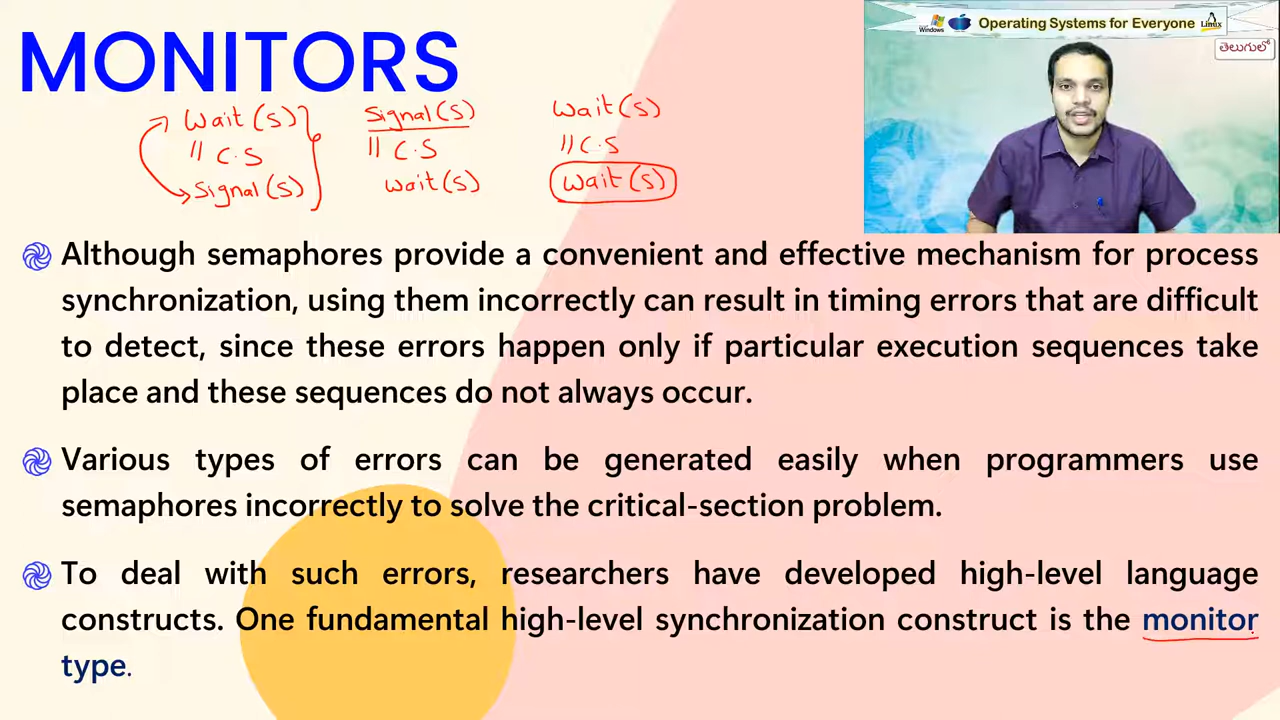 MONITORS
Wait(S)
// C.S
Signal(S)
Signal(S)
// C.S
Wait(S)
Wait(S)
// C.S
Wait(S)
Windows
Operating Systems for Everyone
Linux
తెలుగులో
Although semaphores provide a convenient and effective mechanism for process
synchronization, using them incorrectly can result in timing errors that are difficult
to detect, since these errors happen only if particular execution sequences take
place and these sequences do not always occur.
Various types of errors can be generated easily when programmers use
semaphores incorrectly to solve the critical-section problem.
To deal with such errors, researchers have developed high-level language
constructs. One fundamental high-level synchronization construct is the monitor
type.